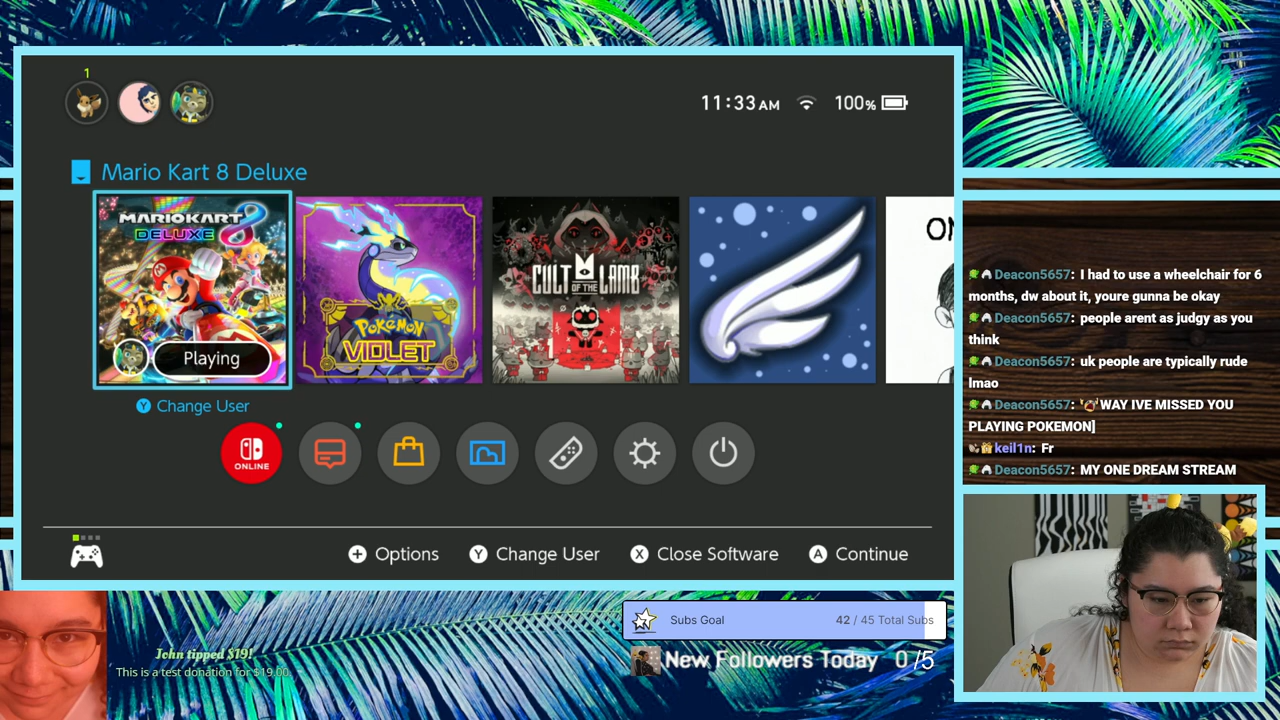 1
11:33AM
100%
Mario Kart 8 Deluxe
MARIOKART 8
DELUXE
Playing
POKÉMON
VIOLET
CULT OF THE LAMB
ON
Y Change User
ONLINE
+ Options
Y Change User
X Close Software
A Continue
Deacon5657: I had to use a wheelchair for 6
months, dw about it, youre gunna be okay
Deacon5657: people arent as judgy as you
think
Deacon5657: uk people are typically rude
lmao
Deacon5657: WAY IVE MISSED YOU
PLAYING POKEMON]
keil1n: Fr
Deacon5657: MY ONE DREAM STREAM
John tipped $19!
This is a test donation for $19.00.
Subs Goal
42 / 45 Total Subs
New Followers Today 0 /5